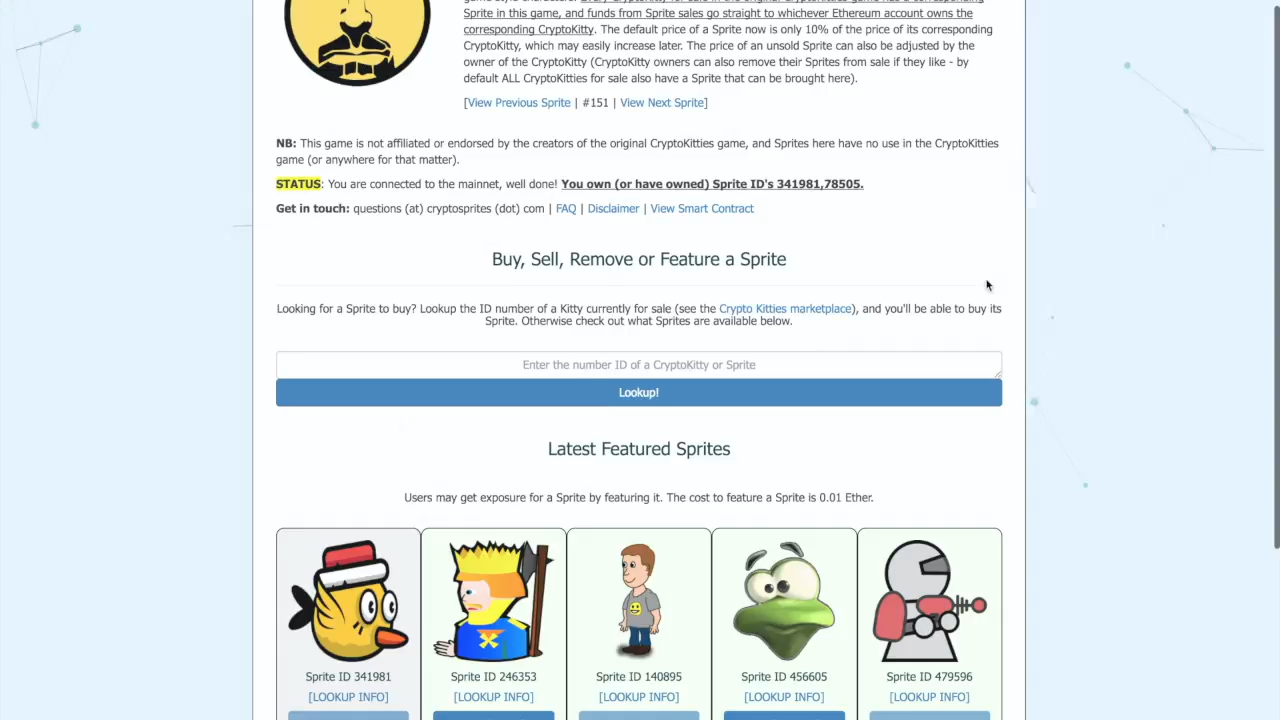 Sprite in this game, and funds from Sprite sales go straight to whichever Ethereum account owns the
corresponding CryptoKitty. The default price of a Sprite now is only 10% of the price of its corresponding
CryptoKitty, which may easily increase later. The price of an unsold Sprite can also be adjusted by the
owner of the CryptoKitty (CryptoKitty owners can also remove their Sprites from sale if they like - by
default ALL CryptoKitties for sale also have a Sprite that can be brought here).
[View Previous Sprite | #151 | View Next Sprite]
NB: This game is not affiliated or endorsed by the creators of the original CryptoKitties game, and Sprites here have no use in the CryptoKitties
game (or anywhere for that matter).
STATUS: You are connected to the mainnet, well done! You own (or have owned) Sprite ID's 341981,78505.
Get in touch: questions (at) cryptosprites (dot) com | FAQ | Disclaimer | View Smart Contract
Buy, Sell, Remove or Feature a Sprite
Looking for a Sprite to buy? Lookup the ID number of a Kitty currently for sale (see the Crypto Kitties marketplace), and you'll be able to buy its
Sprite. Otherwise check out what Sprites are available below.
Enter the number ID of a CryptoKitty or Sprite
Lookup!
Latest Featured Sprites
Users may get exposure for a Sprite by featuring it. The cost to feature a Sprite is 0.01 Ether.
Sprite ID 341981 Sprite ID 246353 Sprite ID 140895 Sprite ID 456605 Sprite ID 479596
[LOOKUP INFO] [LOOKUP INFO] [LOOKUP INFO] [LOOKUP INFO] [LOOKUP INFO]